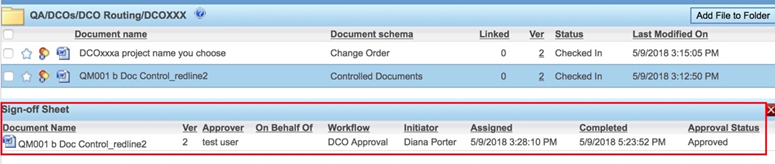 QA/DCOs/DCO Routing/DCOXXX
Add File to Folder
Document name Document schema Linked Ver Status Last Modified On
DCOxxxa project name you choose Change Order 0 2 Checked In 5/9/2018 3:15:05 PM
QM001 b Doc Control_redline2 Controlled Documents 0 2 Checked In 5/9/2018 3:12:50 PM
Sign-off Sheet
Document Name Ver Approver On Behalf Of Workflow Initiator Assigned Completed Approval Status
QM001 b Doc Control_redline2 2 test user DCO Approval Diana Porter 5/9/2018 3:28:10 PM 5/9/2018 5:23:52 PM Approved